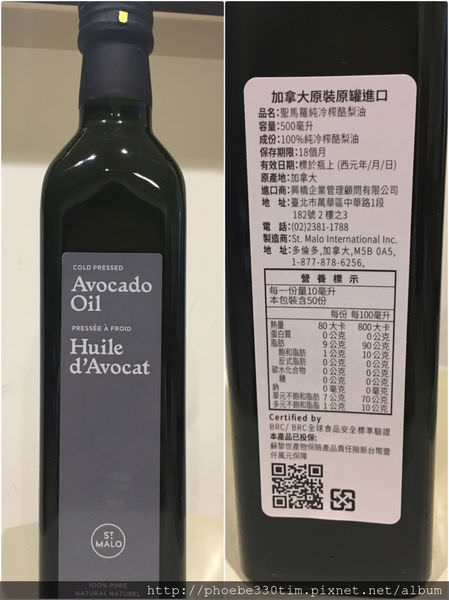 COLD PRESSED
Avocado
Oil
PRESSÉE À FROID
Huile
d'Avocat
ST
MALO
100% PURE
NATURAL NATUREL
加拿大原裝原罐進口
品名:聖馬羅純冷榨酪梨油
容量:500毫升
成份:100%純冷榨酪梨油
保存期限:18個月
有效日期:標於瓶上 (西元年/月/日)
原產地:加拿大
進口商:興橋企業管理顧問有限公司
地 址:臺北市萬華區中華路1段
182號 2 樓之3
電 話:(02)2381-1788
製造商:St. Malo International Inc.
地 址:多倫多,加拿大,M5B 0A5,
1-877-878-6256,
營 養 標 示
每一份量10毫升
本包裝含50份
每份 每100毫升
熱量 80 大卡 800 大卡
蛋白質 0 公克 0 公克
脂肪 9 公克 90 公克
飽和脂肪 1 公克 10 公克
反式脂肪 0 公克 0 公克
碳水化合物 0 公克 0 公克
糖 0 公克 0 公克
鈉 0 毫克 0 毫克
單元不飽和脂肪 7 公克 70 公克
多元不飽和脂肪 1 公克 10 公克
Certified by
BRC/ BRC全球食品安全標準驗證
本產品已投保:
蘇黎世產物保險產品責任險新台幣壹
仟萬元保障
http://phoebe330tim.pixnet.net/album